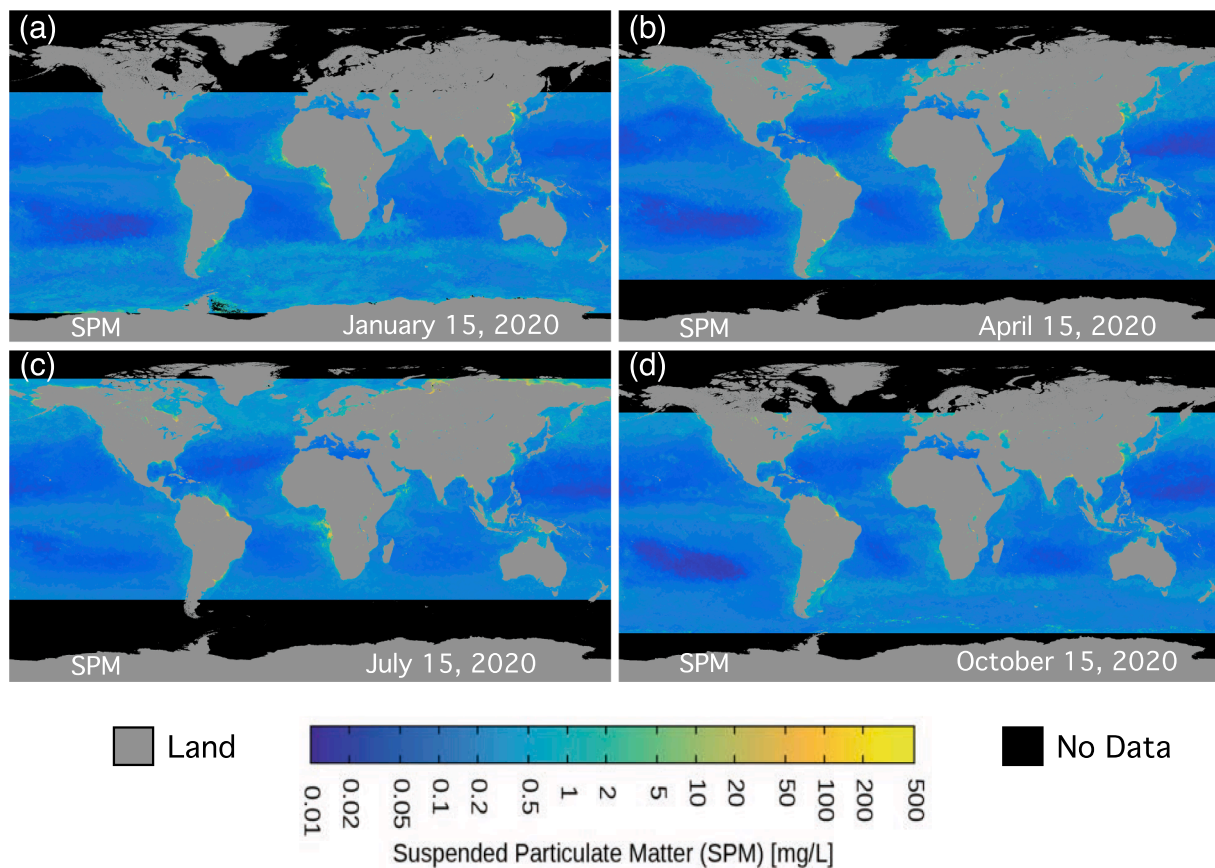 (a)
SPM
January 15, 2020
(b)
SPM
April 15, 2020
(c)
SPM
July 15, 2020
(d)
SPM
October 15, 2020
Land
No Data
0.01
0.02
0.05
0.1
0.2
0.5
1
2
5
10
20
50
100
200
500
Suspended Particulate Matter (SPM) [mg/L]